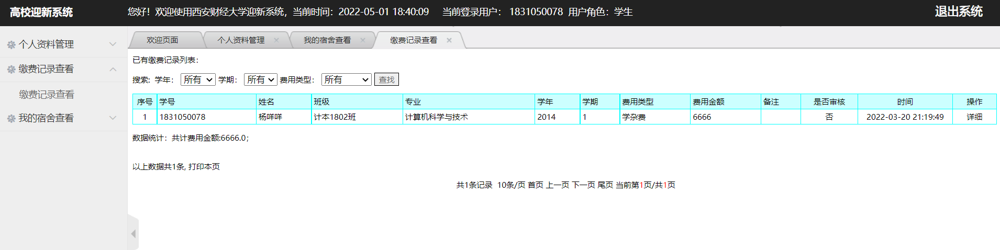 高校迎新系统 您好！欢迎使用西安财经大学迎新系统，当前时间：2022-05-01 18:40:09 当前登录用户： 1831050078 用户角色：学生 退出系统
个人资料管理
缴费记录查看
缴费记录查看
我的宿舍查看
欢迎页面 个人资料管理 × 我的宿舍查看 × 缴费记录查看 ×
已有缴费记录列表：
搜索: 学年： 所有 学期： 所有 费用类型： 所有 查找
序号 学号 姓名 班级 专业 学年 学期 费用类型 费用金额 备注 是否审核 时间 操作
1 1831050078 杨咩咩 计本1802班 计算机科学与技术 2014 1 学杂费 6666 否 2022-03-20 21:19:49 详细
数据统计：共计费用金额:6666.0；
以上数据共1条, 打印本页
共1条记录 10条/页 首页 上一页 下一页 尾页 当前第1页/共1页